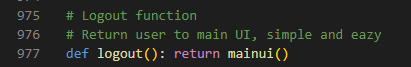 975 # Logout function
976 # Return user to main UI, simple and eazy
977 def logout(): return mainui()